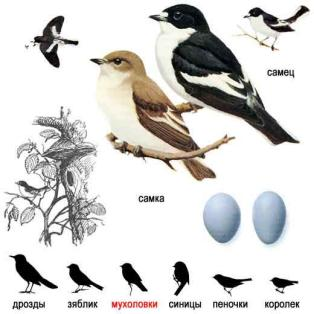 самец
самка
дрозды зяблик мухоловки синицы пеночки королек